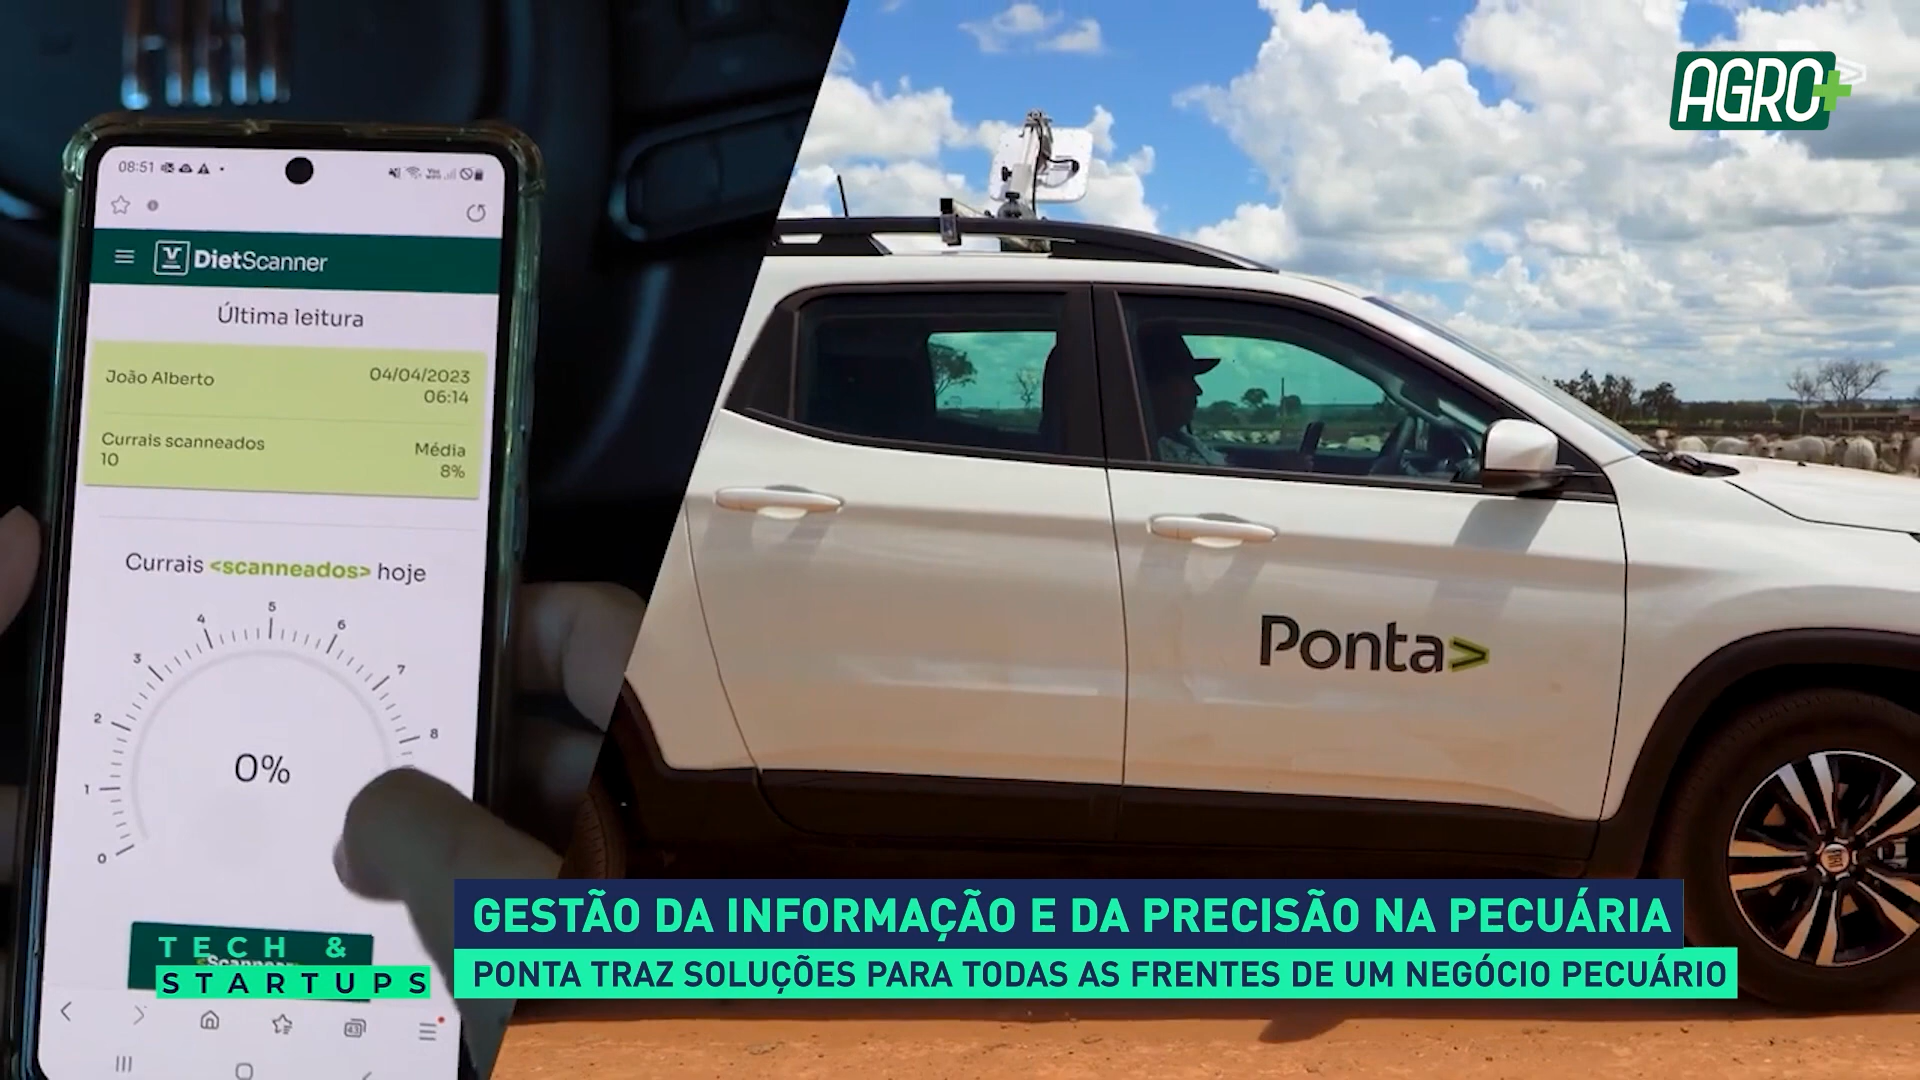 AGRO+
08:51
DietScanner
Última leitura
João Alberto
04/04/2023
06:14
Currais scanneados
10
Média
8%
Currais <scanneados> hoje
0
1
2
3
4
5
6
7
8
0%
Ponta>
FIAT
GESTÃO DA INFORMAÇÃO E DA PRECISÃO NA PECUÁRIA
TECH &
STARTUPS
PONTA TRAZ SOLUÇÕES PARA TODAS AS FRENTES DE UM NEGÓCIO PECUÁRIO
43